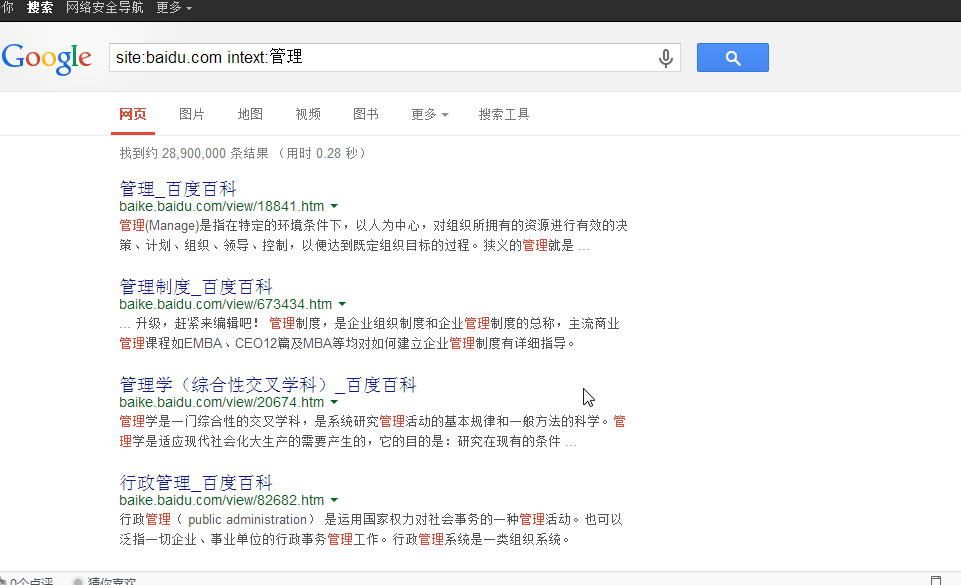 你 搜索 网络安全导航 更多
Google
site:baidu.com intext:管理
网页 图片 地图 视频 图书 更多 搜索工具
找到约 28,900,000 条结果 （用时 0.28 秒）
管理_百度百科
baike.baidu.com/view/18841.htm
管理(Manage)是指在特定的环境条件下，以人为中心，对组织所拥有的资源进行有效的决
策、计划、组织、领导、控制，以便达到既定组织目标的过程。狭义的管理就是 ...
管理制度_百度百科
baike.baidu.com/view/673434.htm
... 升级，赶紧来编辑吧！ 管理制度，是企业组织制度和企业管理制度的总称，主流商业
管理课程如EMBA、CEO12篇及MBA等均对如何建立企业管理制度有详细指导。
管理学（综合性交叉学科）_百度百科
baike.baidu.com/view/20674.htm
管理学是一门综合性的交叉学科，是系统研究管理活动的基本规律和一般方法的科学。管
理学是适应现代社会化大生产的需要产生的，它的目的是：研究在现有的条件 ...
行政管理_百度百科
baike.baidu.com/view/82682.htm
行政管理（ public administration） 是运用国家权力对社会事务的一种管理活动。也可以
泛指一切企业、事业单位的行政事务管理工作。行政管理系统是一类组织系统。
0个点评 猜你喜欢